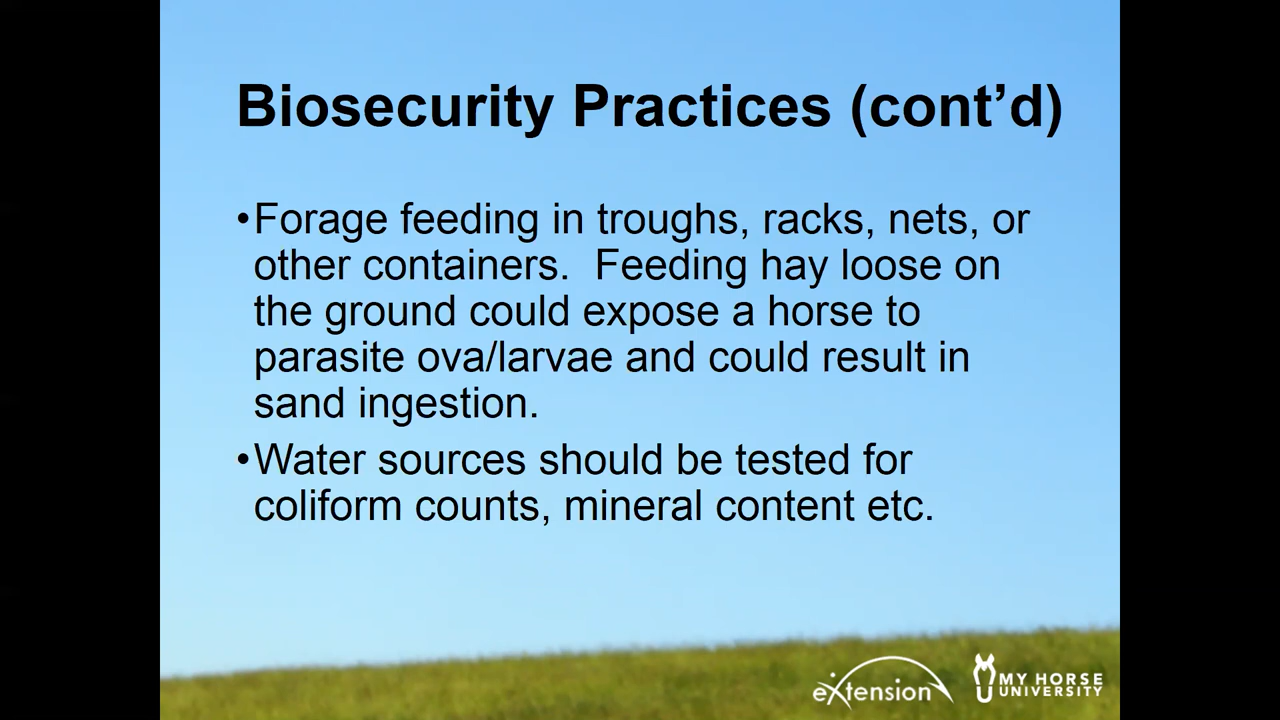 Biosecurity Practices (cont’d)
•Forage feeding in troughs, racks, nets, or
other containers.  Feeding hay loose on
the ground could expose a horse to
parasite ova/larvae and could result in
sand ingestion.
•Water sources should be tested for
coliform counts, mineral content etc.
eXtension
MY HORSE
UNIVERSITY